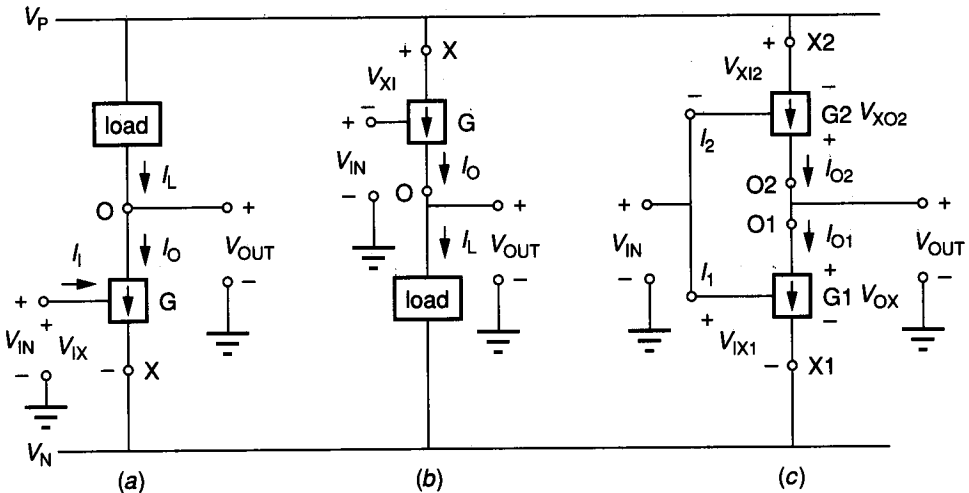 V_P
+ X
V_XI
−
+ G
V_IN
−
I_O
O
+
I_L V_OUT
−
load
load
I_L
O +
I_O
I_I V_OUT
G −
+ +
V_IN V_IX
− − X
+ X2
V_XI2
− −
G2 V_XO2
I_2 +
O2 I_O2
+ O1 +
V_IN I_O1 V_OUT
− I_1 + −
G1 V_OX
+ −
V_IX1
− X1
V_N
(a) (b) (c)